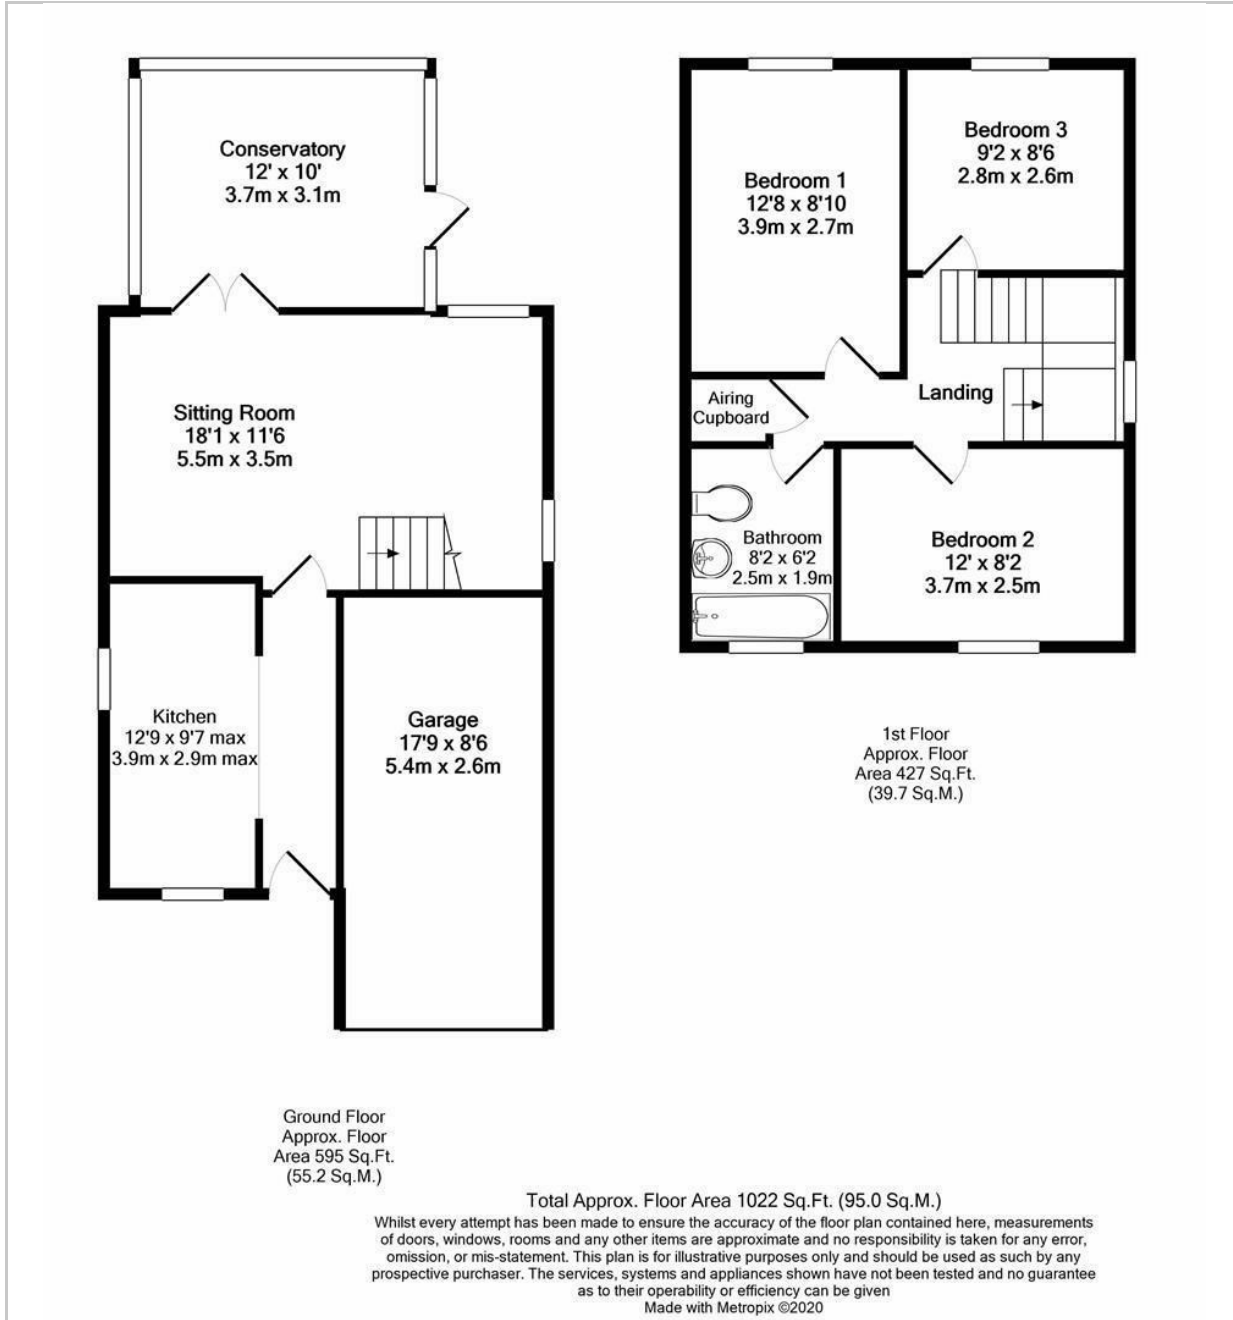 Conservatory
12' x 10'
3.7m x 3.1m
Sitting Room
18'1 x 11'6
5.5m x 3.5m
Kitchen
12'9 x 9'7 max
3.9m x 2.9m max
Garage
17'9 x 8'6
5.4m x 2.6m
Ground Floor
Approx. Floor
Area 595 Sq.Ft.
(55.2 Sq.M.)
Bedroom 1
12'8 x 8'10
3.9m x 2.7m
Bedroom 3
9'2 x 8'6
2.8m x 2.6m
Airing
Cupboard
Landing
Bathroom
8'2 x 6'2
2.5m x 1.9m
Bedroom 2
12' x 8'2
3.7m x 2.5m
1st Floor
Approx. Floor
Area 427 Sq.Ft.
(39.7 Sq.M.)
Total Approx. Floor Area 1022 Sq.Ft. (95.0 Sq.M.)
Whilst every attempt has been made to ensure the accuracy of the floor plan contained here, measurements
of doors, windows, rooms and any other items are approximate and no responsibility is taken for any error,
omission, or mis-statement. This plan is for illustrative purposes only and should be used as such by any
prospective purchaser. The services, systems and appliances shown have not been tested and no guarantee
as to their operability or efficiency can be given
Made with Metropix ©2020